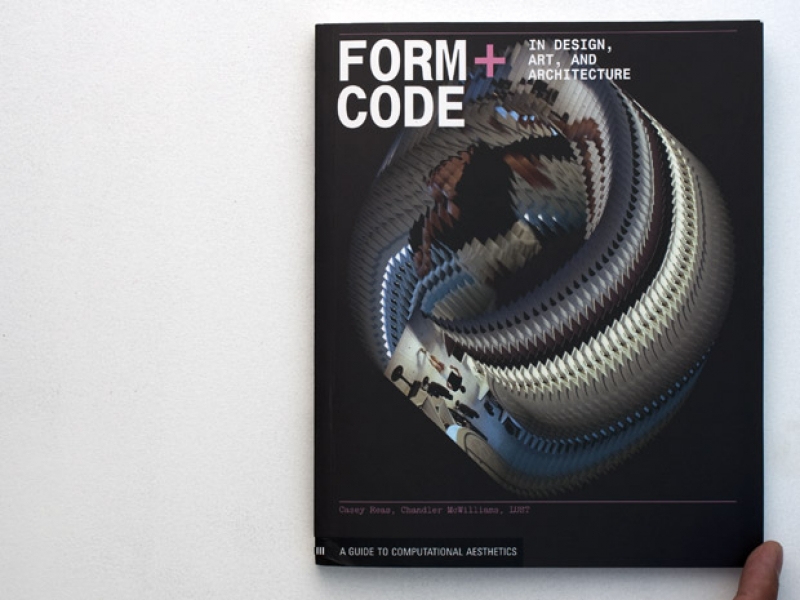 FORM+
CODE
IN DESIGN,
ART, AND
ARCHITECTURE
Casey Reas, Chandler McWilliams, LUST
A GUIDE TO COMPUTATIONAL AESTHETICS